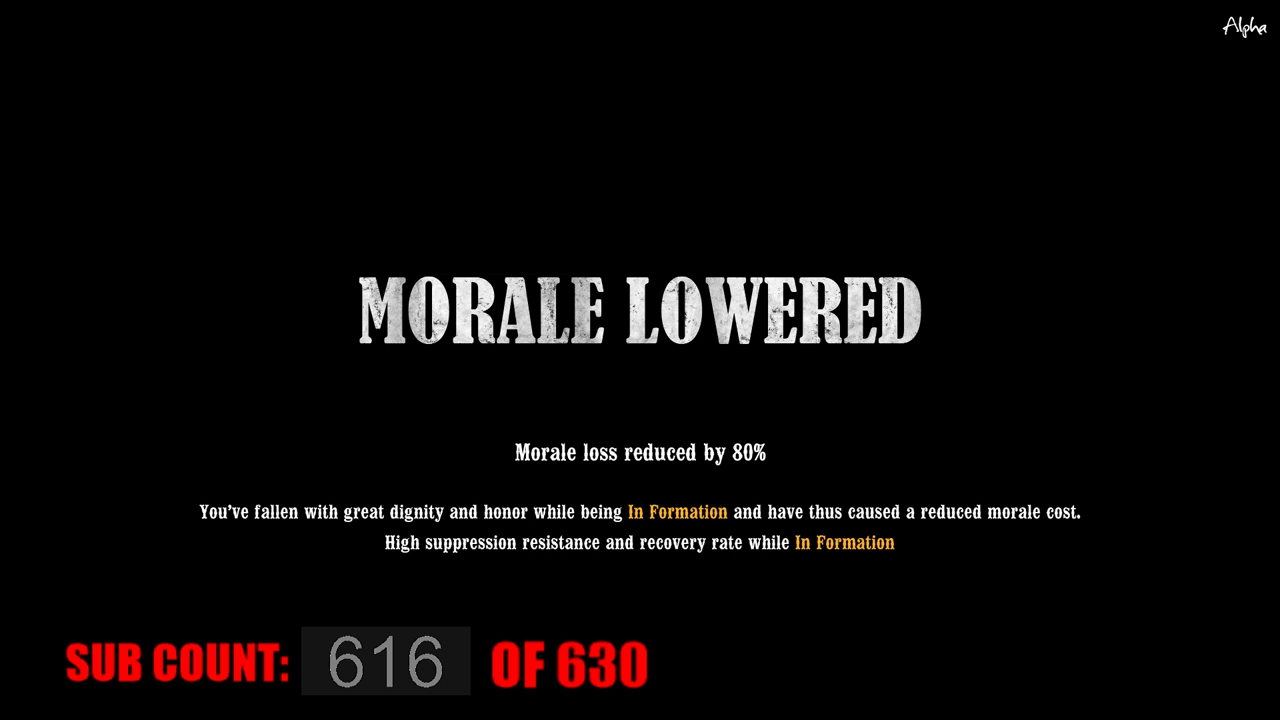 Alpha
MORALE LOWERED
Morale loss reduced by 80%
You've fallen with great dignity and honor while being In Formation and have thus caused a reduced morale cost.
High suppression resistance and recovery rate while In Formation
SUB COUNT: 616 OF 630